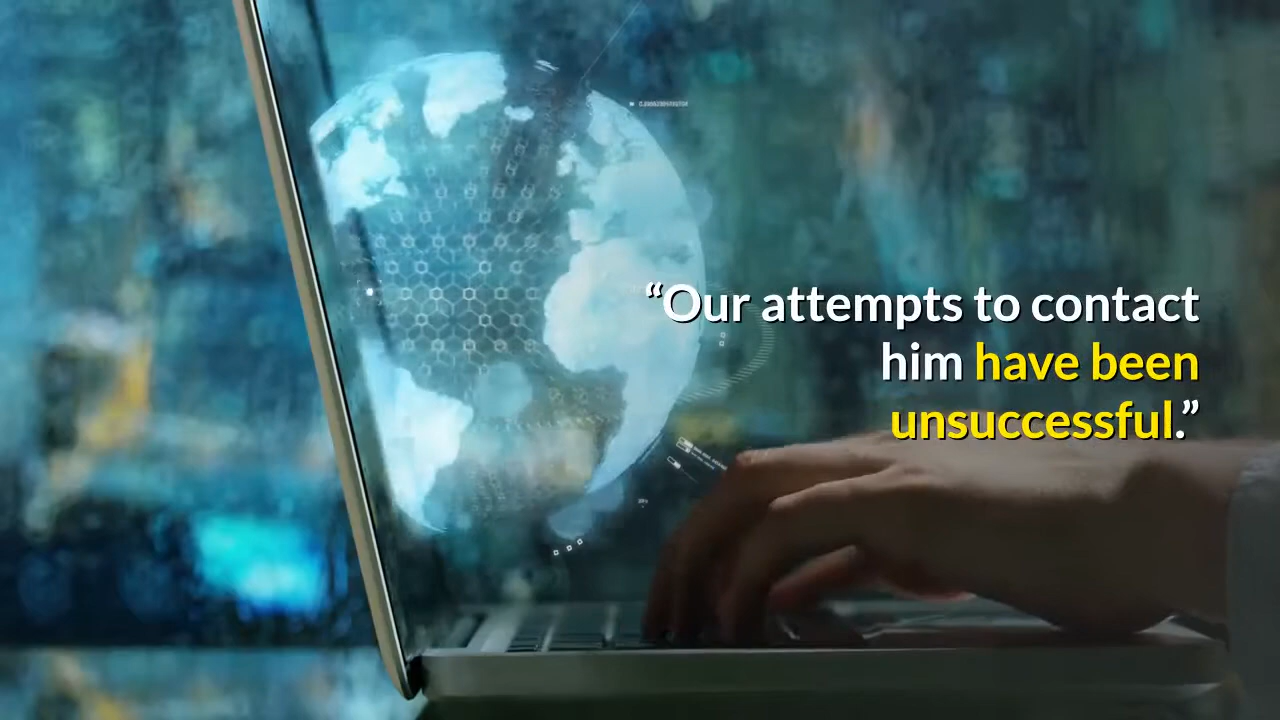 “Our attempts to contact
him have been
unsuccessful.”